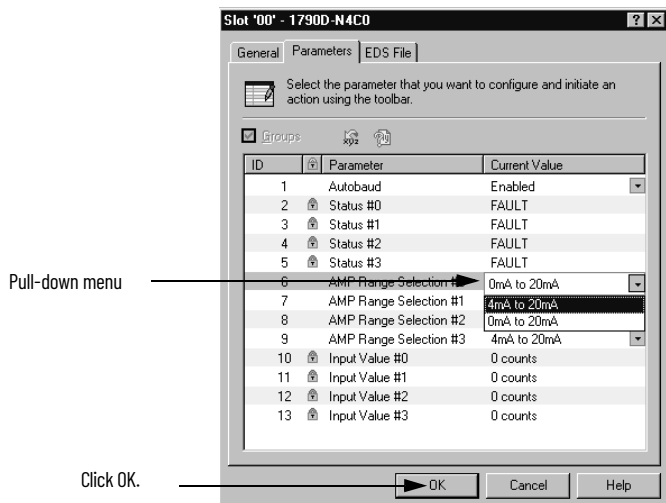 Slot '00' - 1790D-N4C0
General Parameters EDS File
Select the parameter that you want to configure and initiate an
action using the toolbar.
Groups
ID Parameter Current Value
1 Autobaud Enabled
2 Status #0 FAULT
3 Status #1 FAULT
4 Status #2 FAULT
5 Status #3 FAULT
Pull-down menu
6 AMP Range Selection 0mA to 20mA
7 AMP Range Selection #1 4mA to 20mA
8 AMP Range Selection #2 0mA to 20mA
9 AMP Range Selection #3 4mA to 20mA
10 Input Value #0 0 counts
11 Input Value #1 0 counts
12 Input Value #2 0 counts
13 Input Value #3 0 counts
Click OK.
OK Cancel Help